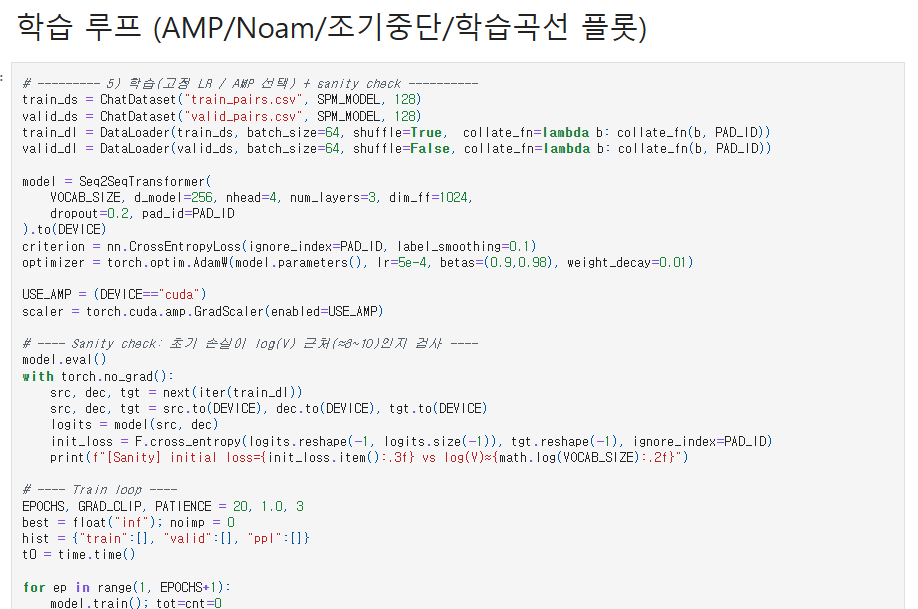 학습 루프 (AMP/Noam/조기중단/학습곡선 플롯)
:
# --------- 5) 학습(고정 LR / AMP 선택) + sanity check ----------
train_ds = ChatDataset("train_pairs.csv", SPM_MODEL, 128)
valid_ds = ChatDataset("valid_pairs.csv", SPM_MODEL, 128)
train_dl = DataLoader(train_ds, batch_size=64, shuffle=True,  collate_fn=lambda b: collate_fn(b, PAD_ID))
valid_dl = DataLoader(valid_ds, batch_size=64, shuffle=False, collate_fn=lambda b: collate_fn(b, PAD_ID))
model = Seq2SeqTransformer(
    VOCAB_SIZE, d_model=256, nhead=4, num_layers=3, dim_ff=1024,
    dropout=0.2, pad_id=PAD_ID
).to(DEVICE)
criterion = nn.CrossEntropyLoss(ignore_index=PAD_ID, label_smoothing=0.1)
optimizer = torch.optim.AdamW(model.parameters(), lr=5e-4, betas=(0.9,0.98), weight_decay=0.01)
USE_AMP = (DEVICE=="cuda")
scaler = torch.cuda.amp.GradScaler(enabled=USE_AMP)
# ---- Sanity check: 초기 손실이 log(V) 근처(≈8~10)인지 검사 ----
model.eval()
with torch.no_grad():
    src, dec, tgt = next(iter(train_dl))
    src, dec, tgt = src.to(DEVICE), dec.to(DEVICE), tgt.to(DEVICE)
    logits = model(src, dec)
    init_loss = F.cross_entropy(logits.reshape(-1, logits.size(-1)), tgt.reshape(-1), ignore_index=PAD_ID)
    print(f"[Sanity] initial loss={init_loss.item():.3f} vs log(V)≈{math.log(VOCAB_SIZE):.2f}")
# ---- Train loop ----
EPOCHS, GRAD_CLIP, PATIENCE = 20, 1.0, 3
best = float("inf"); noimp = 0
hist = {"train":[], "valid":[], "ppl":[]}
t0 = time.time()
for ep in range(1, EPOCHS+1):
    model.train(); tot=cnt=0